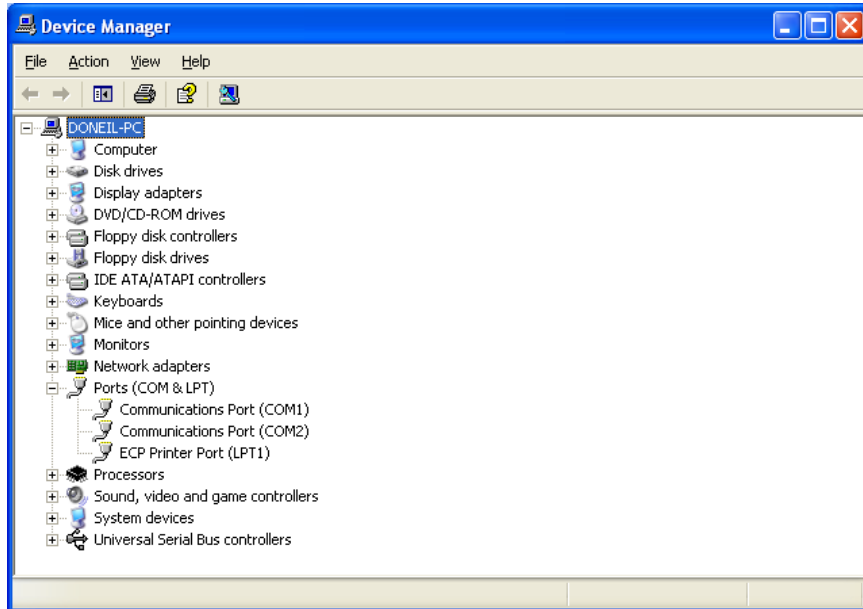 Device Manager
File Action View Help
DONEIL-PC
Computer
Disk drives
Display adapters
DVD/CD-ROM drives
Floppy disk controllers
Floppy disk drives
IDE ATA/ATAPI controllers
Keyboards
Mice and other pointing devices
Monitors
Network adapters
Ports (COM & LPT)
Communications Port (COM1)
Communications Port (COM2)
ECP Printer Port (LPT1)
Processors
Sound, video and game controllers
System devices
Universal Serial Bus controllers